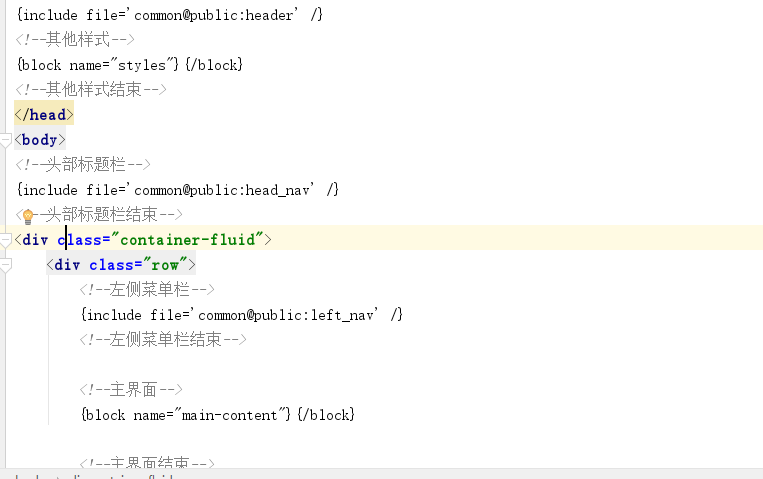 {include file='common@public:header' /}
<!--其他样式-->
{block name="styles"}{/block}
<!--其他样式结束-->
</head>
<body>
<!--头部标题栏-->
{include file='common@public:head_nav' /}
<!--头部标题栏结束-->
<div class="container-fluid">
<div class="row">
<!--左侧菜单栏-->
{include file='common@public:left_nav' /}
<!--左侧菜单栏结束-->
<!--主界面-->
{block name="main-content"}{/block}
<!--主界面结束-->